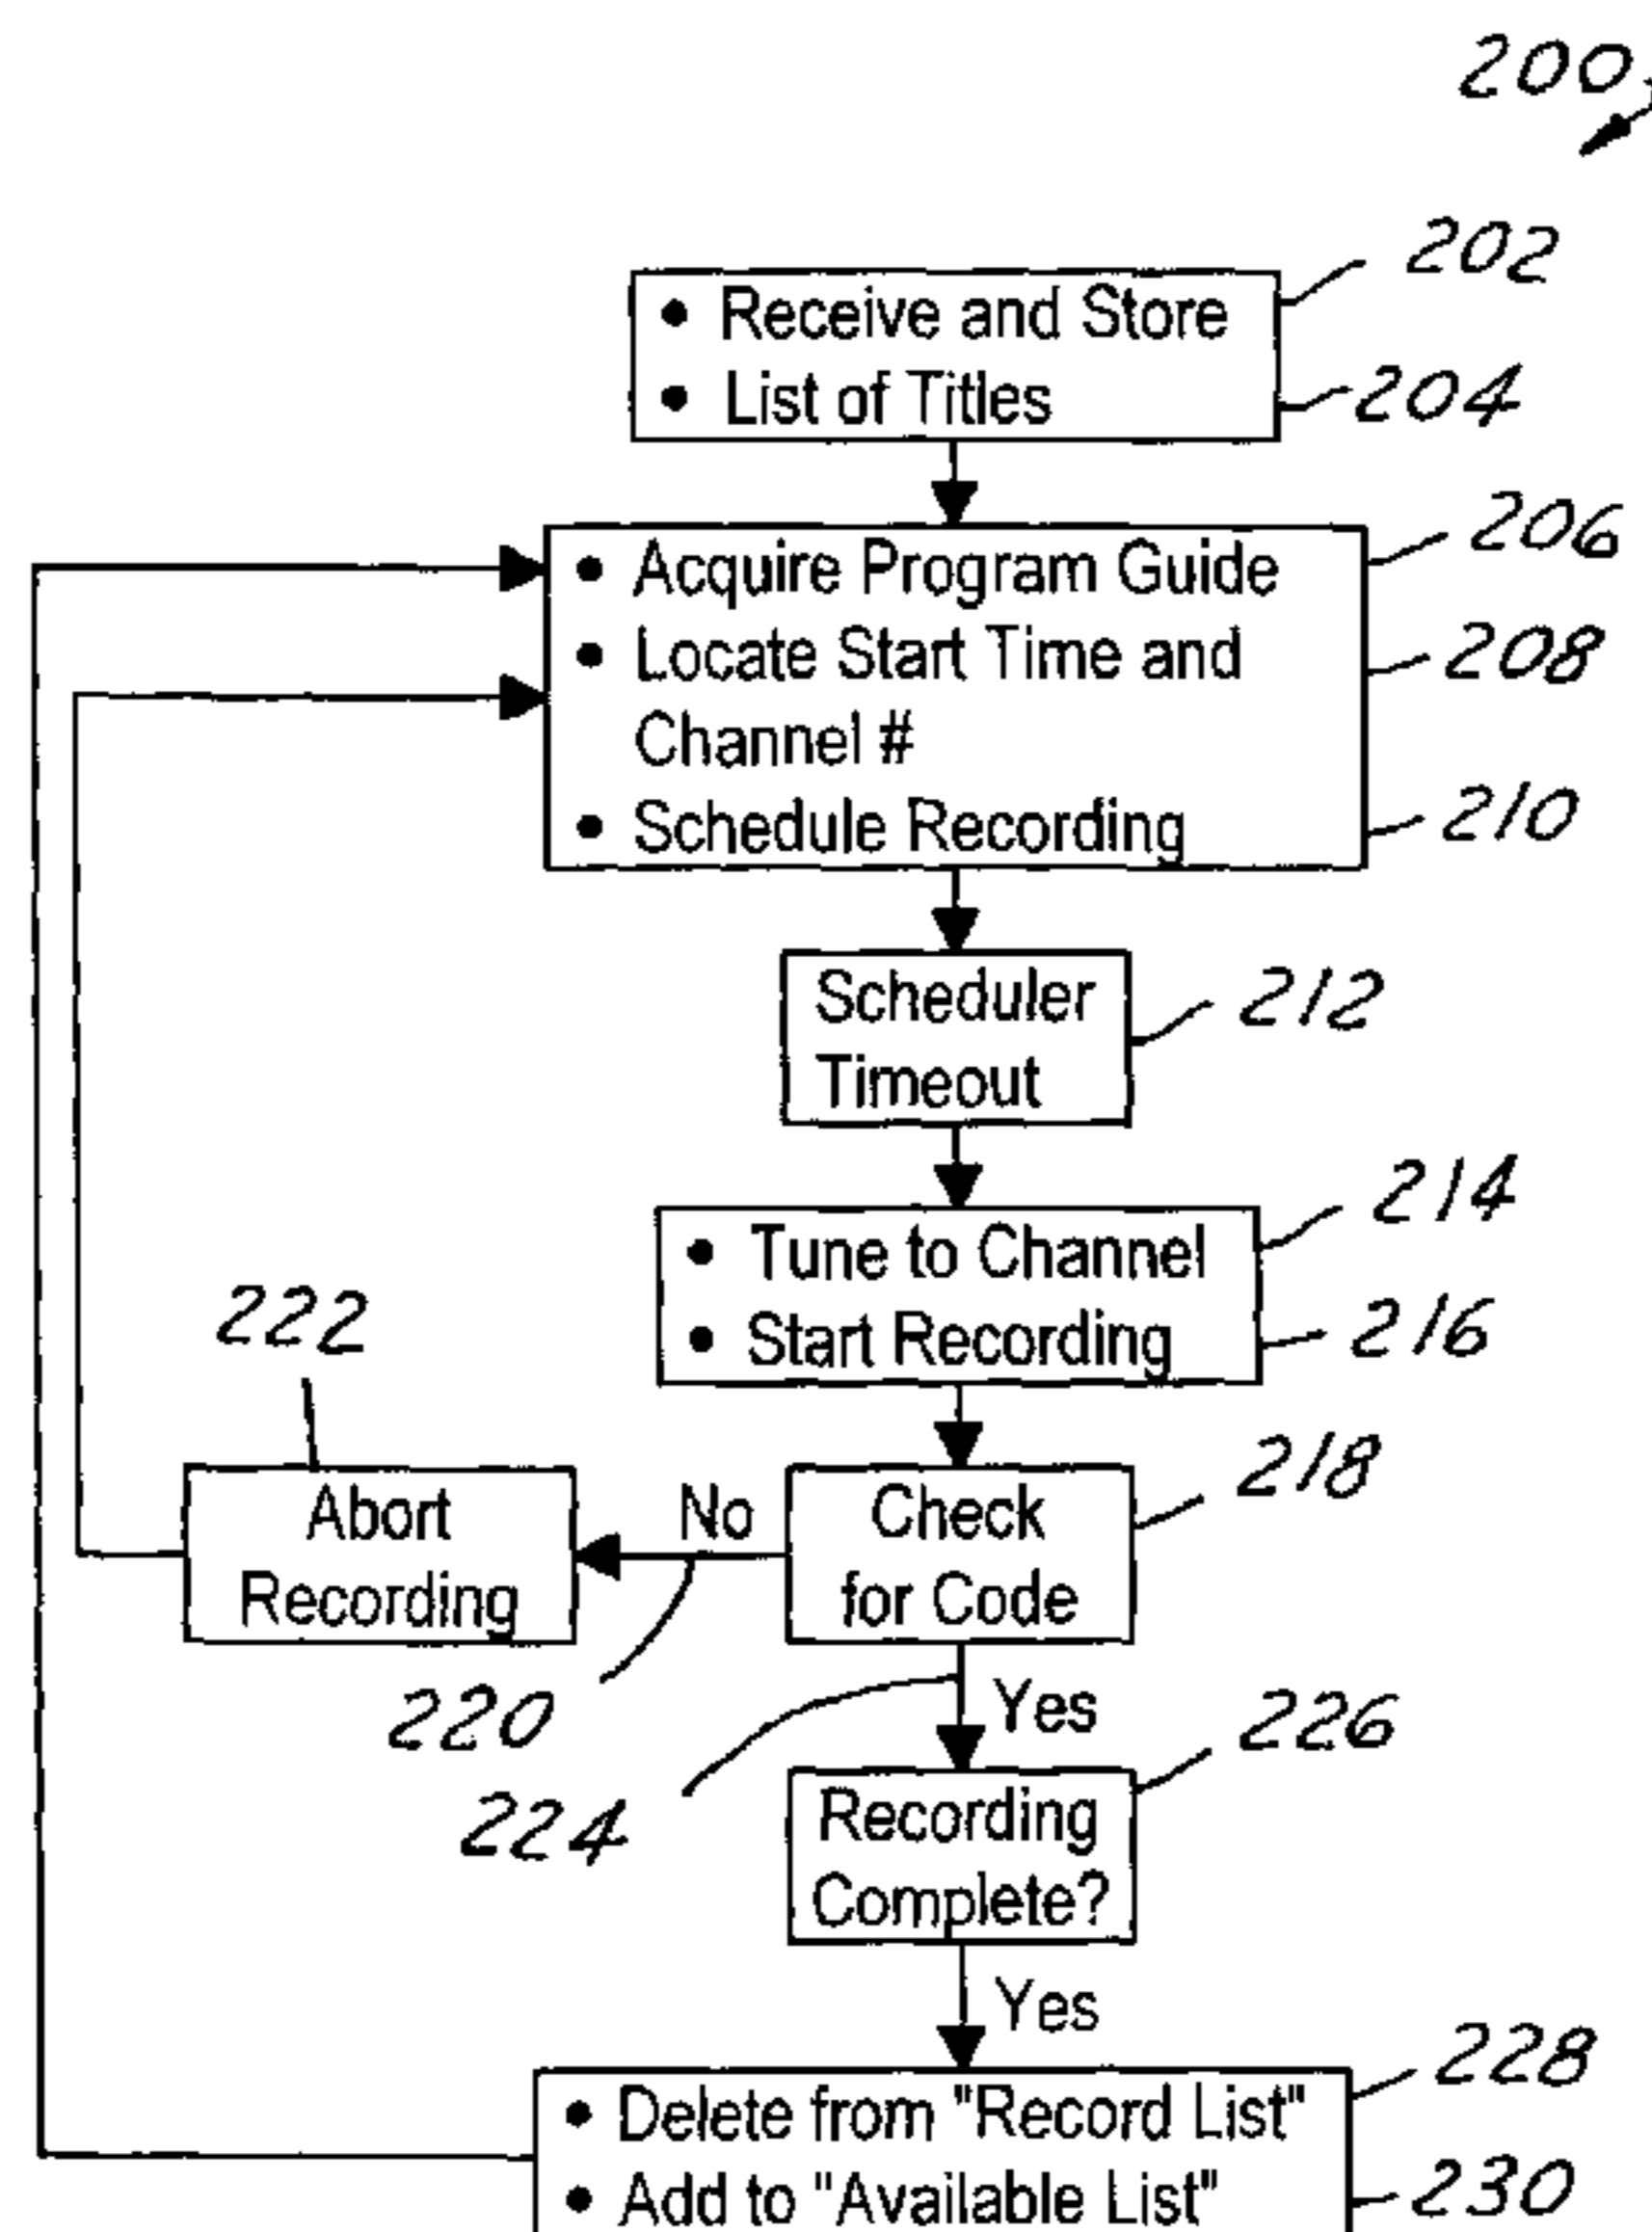 200
• Receive and Store 202
• List of Titles 204
• Acquire Program Guide 206
• Locate Start Time and 208
Channel #
• Schedule Recording 210
Scheduler 212
Timeout
• Tune to Channel 214
• Start Recording 216
222
Abort No Check 218
Recording for Code
220 Yes 226
224 Recording
Complete?
Yes
• Delete from "Record List" 228
• Add to "Available List" 230